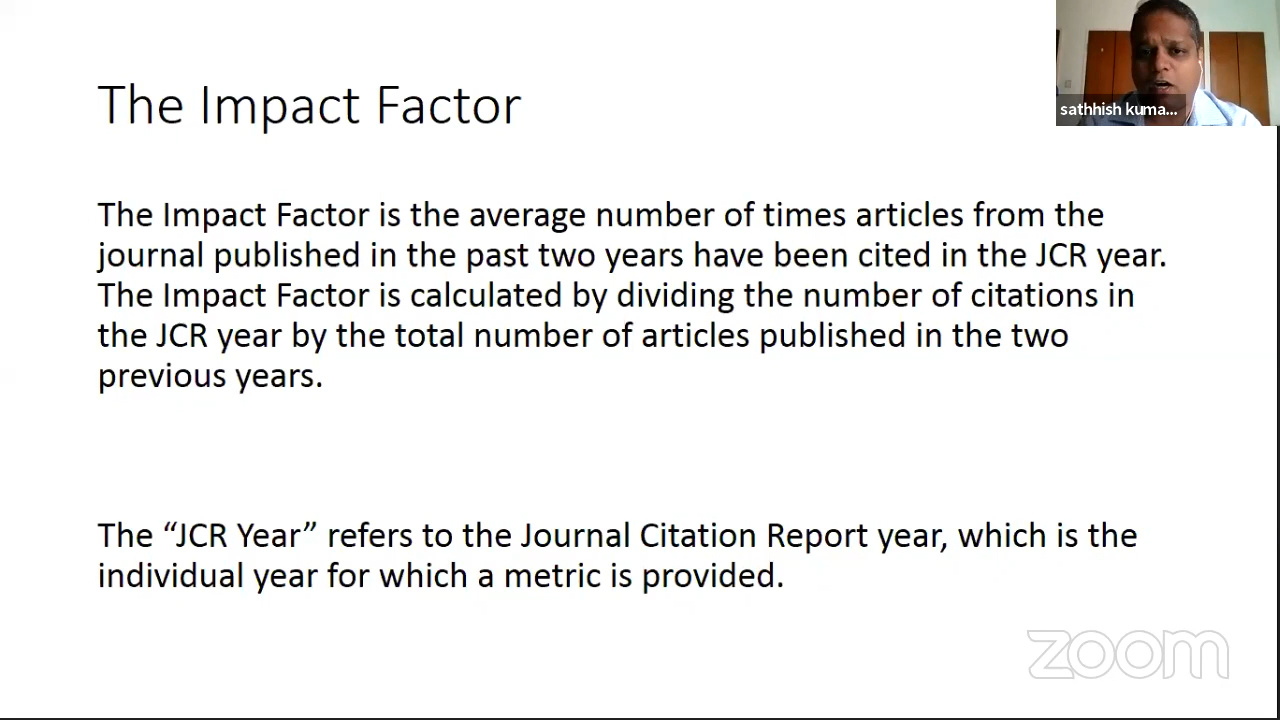 The Impact Factor
sathhish kuma...
The Impact Factor is the average number of times articles from the
journal published in the past two years have been cited in the JCR year.
The Impact Factor is calculated by dividing the number of citations in
the JCR year by the total number of articles published in the two
previous years.
The “JCR Year” refers to the Journal Citation Report year, which is the
individual year for which a metric is provided.
zoom